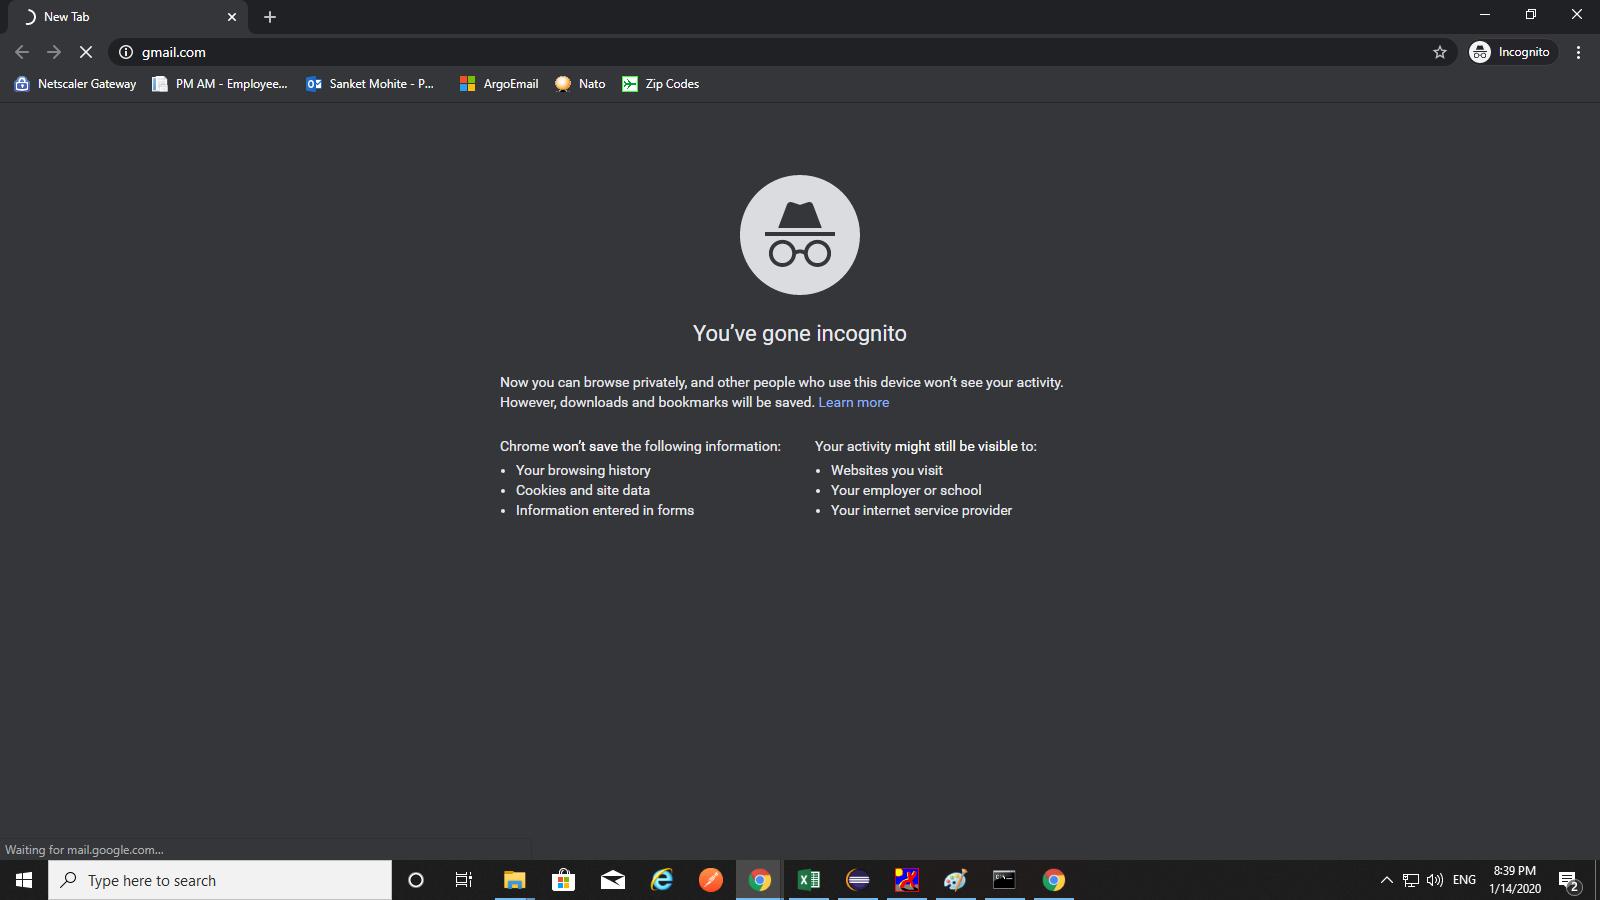 New Tab
gmail.com
Incognito
Netscaler Gateway
PM AM - Employee...
Sanket Mohite - P...
ArgoEmail
Nato
Zip Codes
You've gone incognito
Now you can browse privately, and other people who use this device won't see your activity.
However, downloads and bookmarks will be saved. Learn more
Chrome won't save the following information:
Your browsing history
Cookies and site data
Information entered in forms
Your activity might still be visible to:
Websites you visit
Your employer or school
Your internet service provider
Waiting for mail.google.com...
Type here to search
ENG
8:39 PM
1/14/2020
2